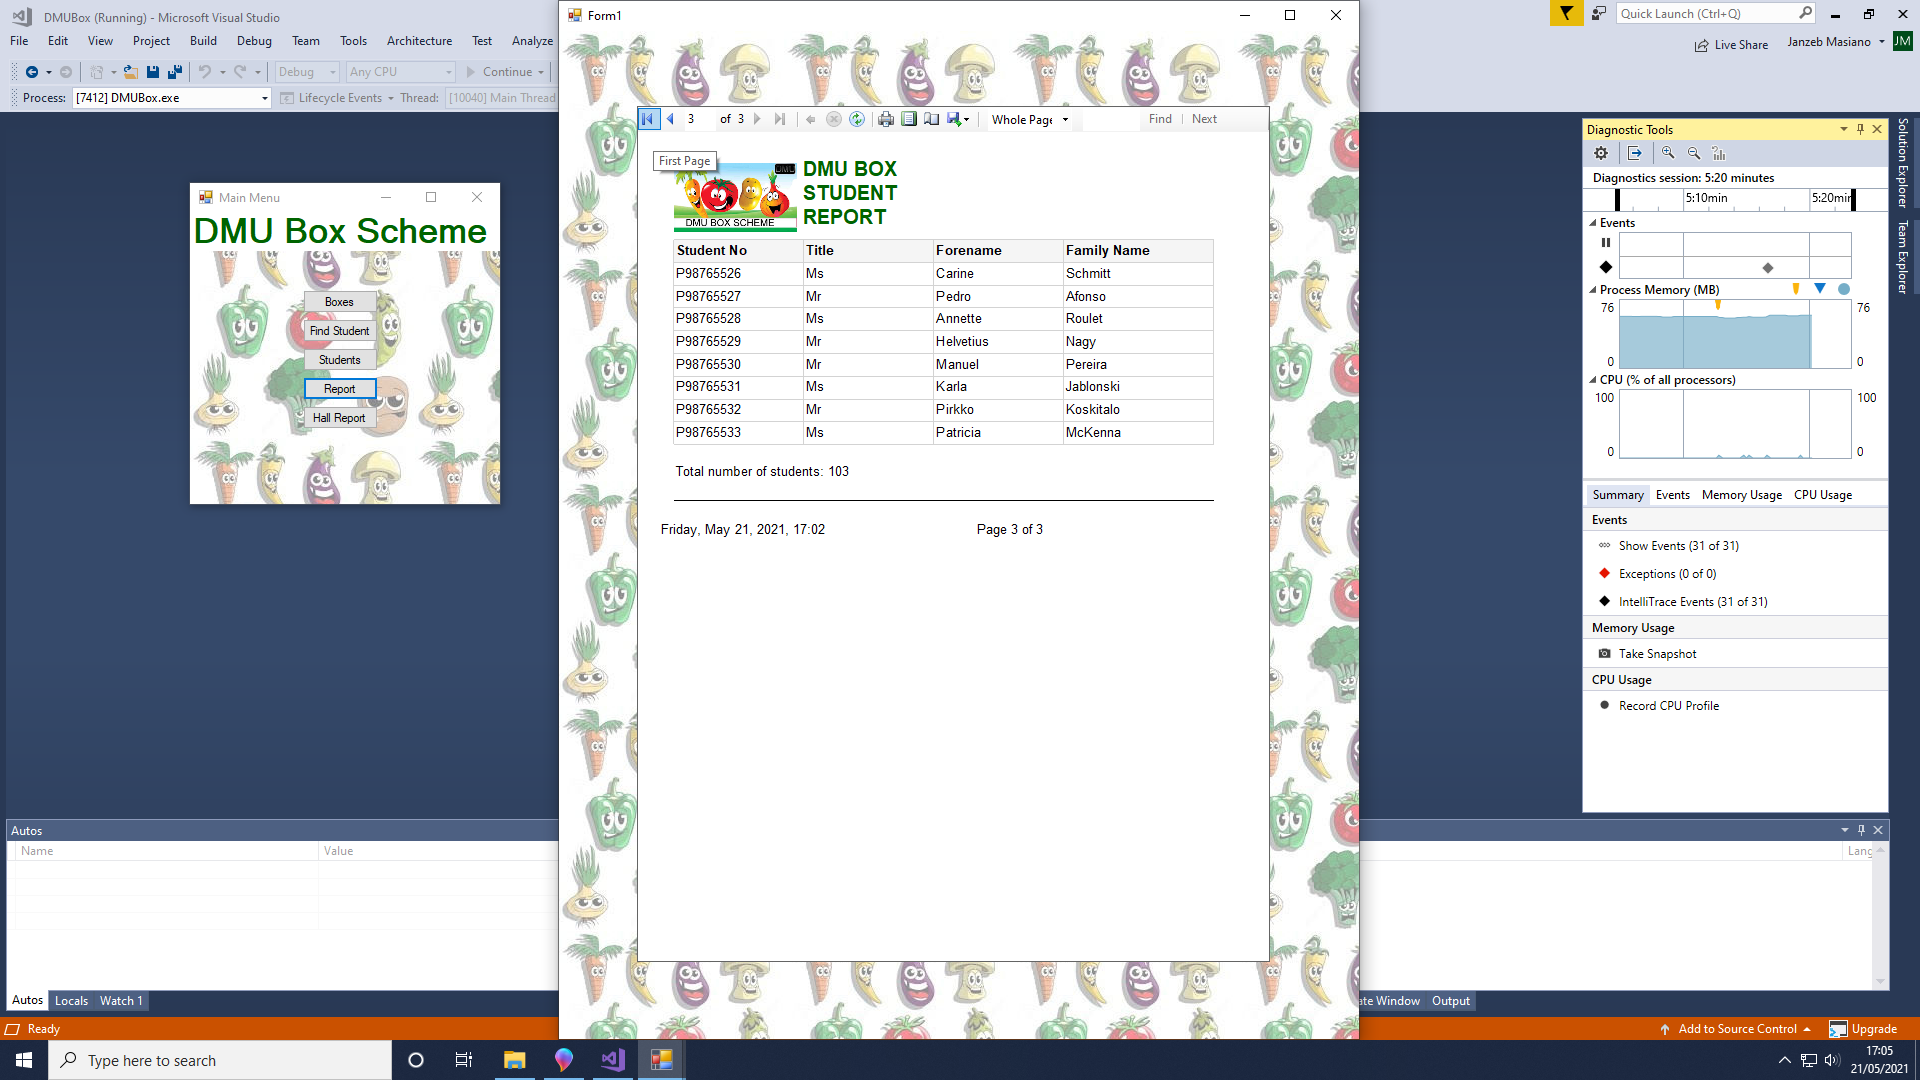 DMUBox (Running) - Microsoft Visual Studio
Quick Launch (Ctrl+Q)
File Edit View Project Build Debug Team Tools Architecture Test Analyze
Live Share Janzeb Masiano JM
Debug Any CPU Continue
Process: [7412] DMUBox.exe Lifecycle Events Thread: [10040] Main Thread
Main Menu
DMU Box Scheme
Boxes
Find Student
Students
Report
Hall Report
Form1
3 of 3 Whole Page Find Next
First Page
DMU
DMU BOX SCHEME
DMU BOX
STUDENT
REPORT
Student No Title Forename Family Name
P98765526 Ms Carine Schmitt
P98765527 Mr Pedro Afonso
P98765528 Ms Annette Roulet
P98765529 Mr Helvetius Nagy
P98765530 Mr Manuel Pereira
P98765531 Ms Karla Jablonski
P98765532 Mr Pirkko Koskitalo
P98765533 Ms Patricia McKenna
Total number of students: 103
Friday, May 21, 2021, 17:02 Page 3 of 3
Diagnostic Tools
Diagnostics session: 5:20 minutes
5:10min 5:20min
Events
Process Memory (MB)
76 76
0 0
CPU (% of all processors)
100 100
0 0
Summary Events Memory Usage CPU Usage
Events
Show Events (31 of 31)
Exceptions (0 of 0)
IntelliTrace Events (31 of 31)
Memory Usage
Take Snapshot
CPU Usage
Record CPU Profile
Solution Explorer
Team Explorer
Autos
Name Value Lang
Autos Locals Watch 1 ate Window Output
Ready Add to Source Control Upgrade
Type here to search
17:05
21/05/2021